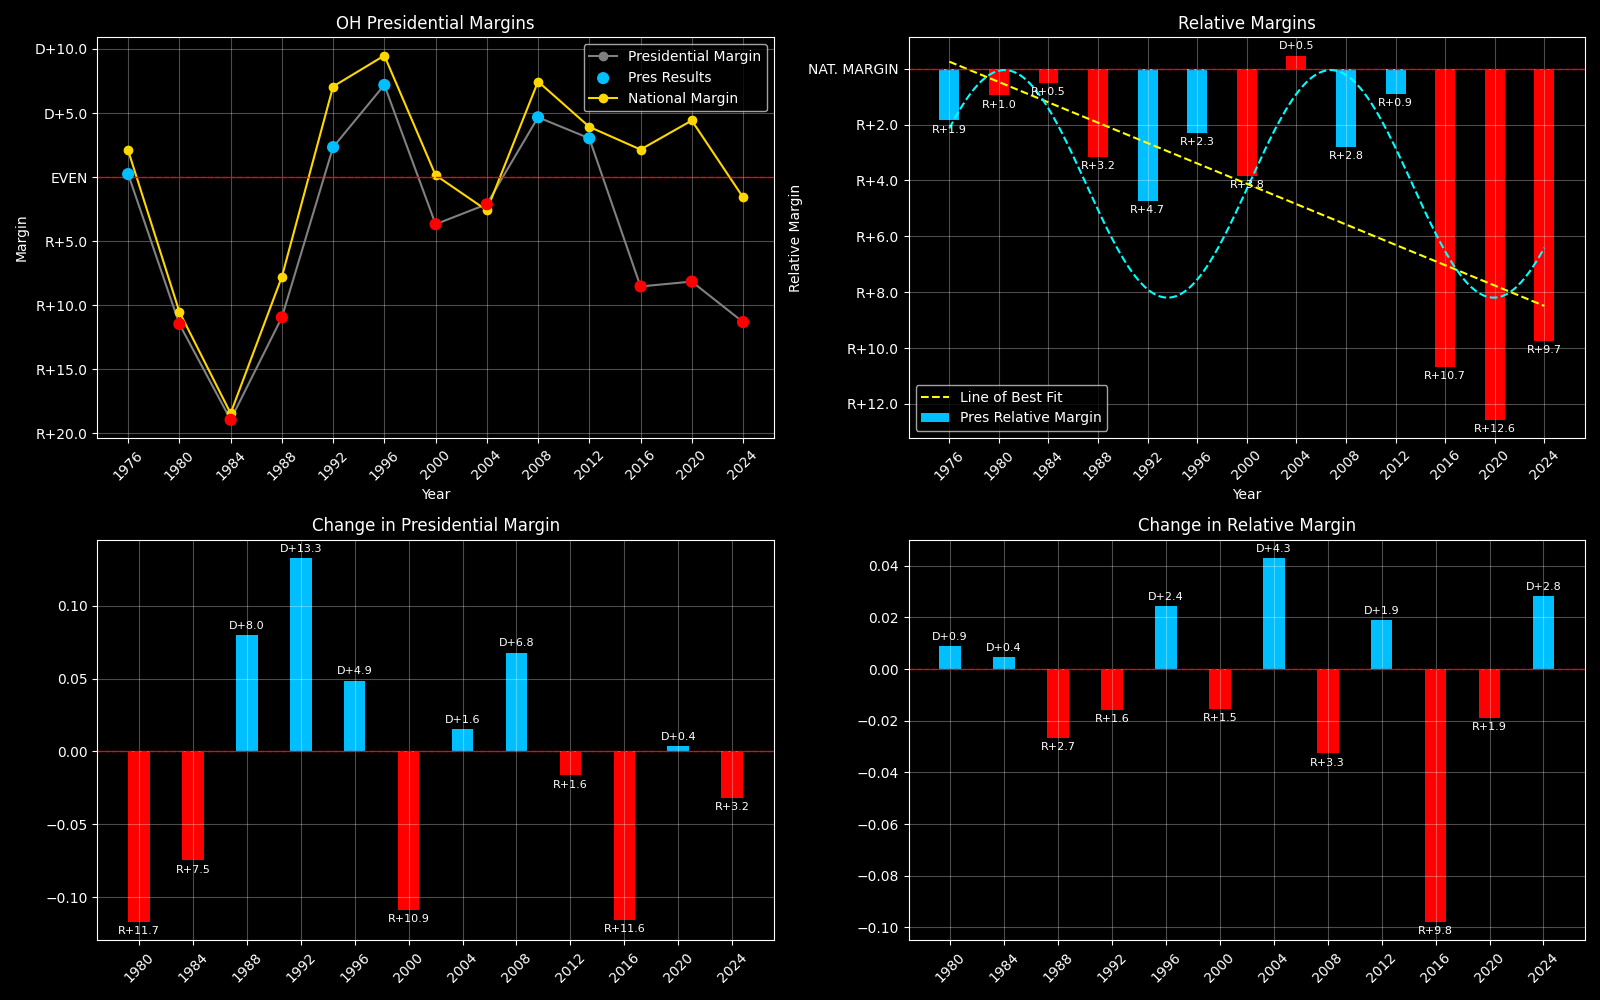 OH Presidential Margins
D+10.0
D+5.0
EVEN
R+5.0
R+10.0
R+15.0
R+20.0
Margin
Presidential Margin
Pres Results
National Margin
1976
1980
1984
1988
1992
1996
2000
2004
2008
2012
2016
2020
2024
Year
Relative Margins
NAT. MARGIN
R+2.0
R+4.0
R+6.0
R+8.0
R+10.0
R+12.0
Relative Margin
R+1.9
R+1.0
R+0.5
R+3.2
R+4.7
R+2.3
R+3.8
D+0.5
R+2.8
R+0.9
R+10.7
R+12.6
R+9.7
Line of Best Fit
Pres Relative Margin
1976
1980
1984
1988
1992
1996
2000
2004
2008
2012
2016
2020
2024
Year
Change in Presidential Margin
0.10
0.05
0.00
−0.05
−0.10
R+11.7
R+7.5
D+8.0
D+13.3
D+4.9
R+10.9
D+1.6
D+6.8
R+1.6
R+11.6
D+0.4
R+3.2
1980
1984
1988
1992
1996
2000
2004
2008
2012
2016
2020
2024
Change in Relative Margin
0.04
0.02
0.00
−0.02
−0.04
−0.06
−0.08
−0.10
D+0.9
D+0.4
R+2.7
R+1.6
D+2.4
R+1.5
D+4.3
R+3.3
D+1.9
R+9.8
R+1.9
D+2.8
1980
1984
1988
1992
1996
2000
2004
2008
2012
2016
2020
2024